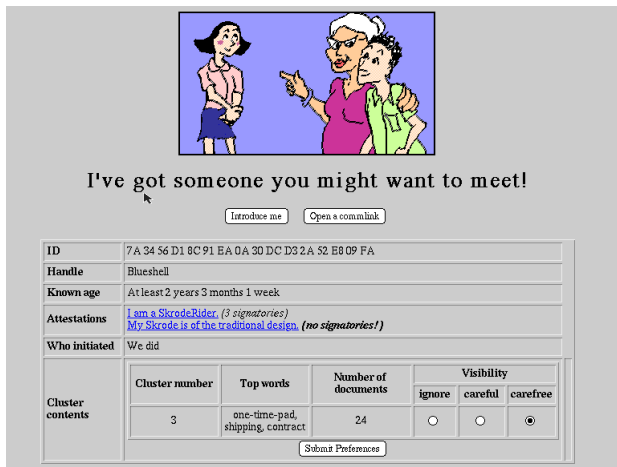 I've got someone you might want to meet!
Introduce me Open a commlink
ID 7A 34 56 D1 8C 91 EA 0A 30 DC D3 2A 52 E8 09 FA
Handle Blueshell
Known age At least 2 years 3 months 1 week
Attestations I am a SkrodeRider. (3 signatories)
My Skrode is of the traditional design. (no signatories!)
Who initiated We did
Cluster contents
Cluster number Top words Number of documents Visibility
ignore careful carefree
3 one-time-pad, shipping, contract 24
Submit Preferences